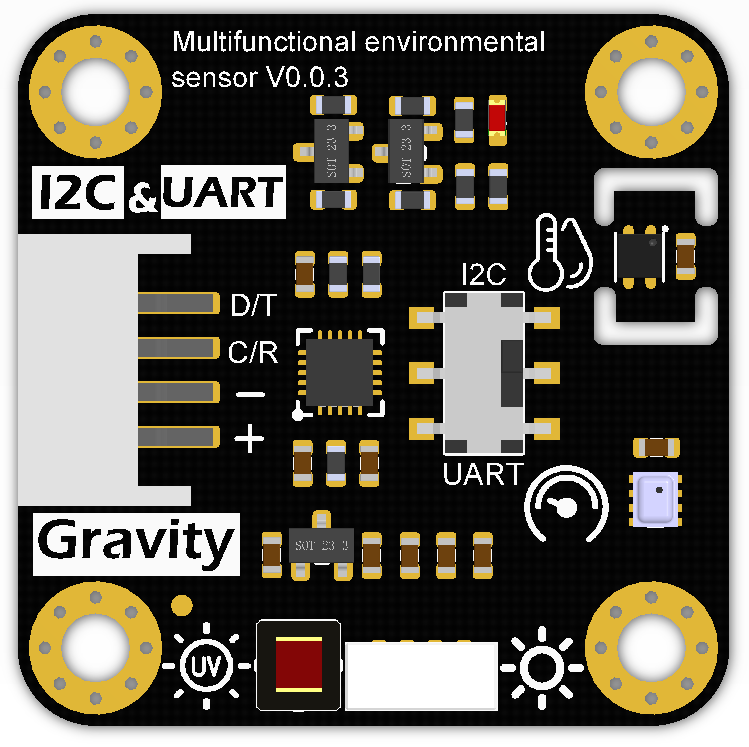 Multifunctional environmental
sensor V0.0.3
SOT 23 3
SOT 23 3
I2C & UART
I2C
D/T
C/R
−
+
UART
Gravity
SOT 23 3
UV